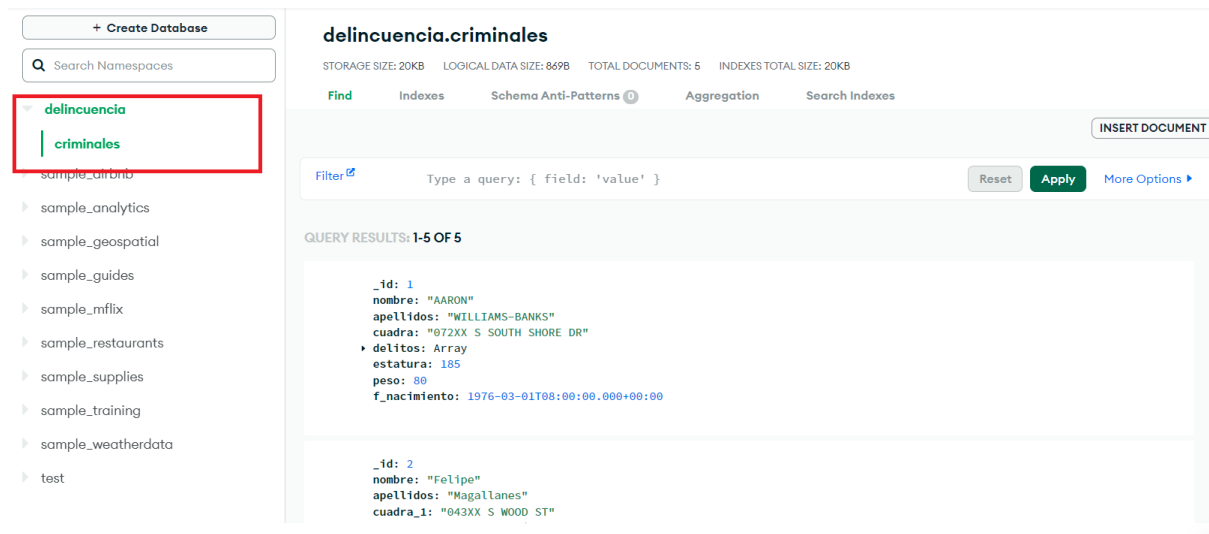 + Create Database
Search Namespaces
delincuencia
criminales
sample_airbnb
sample_analytics
sample_geospatial
sample_guides
sample_mflix
sample_restaurants
sample_supplies
sample_training
sample_weatherdata
test
delincuencia.criminales
STORAGE SIZE: 20KB LOGICAL DATA SIZE: 869B TOTAL DOCUMENTS: 5 INDEXES TOTAL SIZE: 20KB
Find Indexes Schema Anti-Patterns 0 Aggregation Search Indexes
INSERT DOCUMENT
Filter Type a query: { field: 'value' } Reset Apply More Options
QUERY RESULTS: 1-5 OF 5
_id: 1
nombre: "AARON"
apellidos: "WILLIAMS-BANKS"
cuadra: "072XX S SOUTH SHORE DR"
delitos: Array
estatura: 185
peso: 80
f_nacimiento: 1976-03-01T08:00:00.000+00:00
_id: 2
nombre: "Felipe"
apellidos: "Magallanes"
cuadra_1: "043XX S WOOD ST"